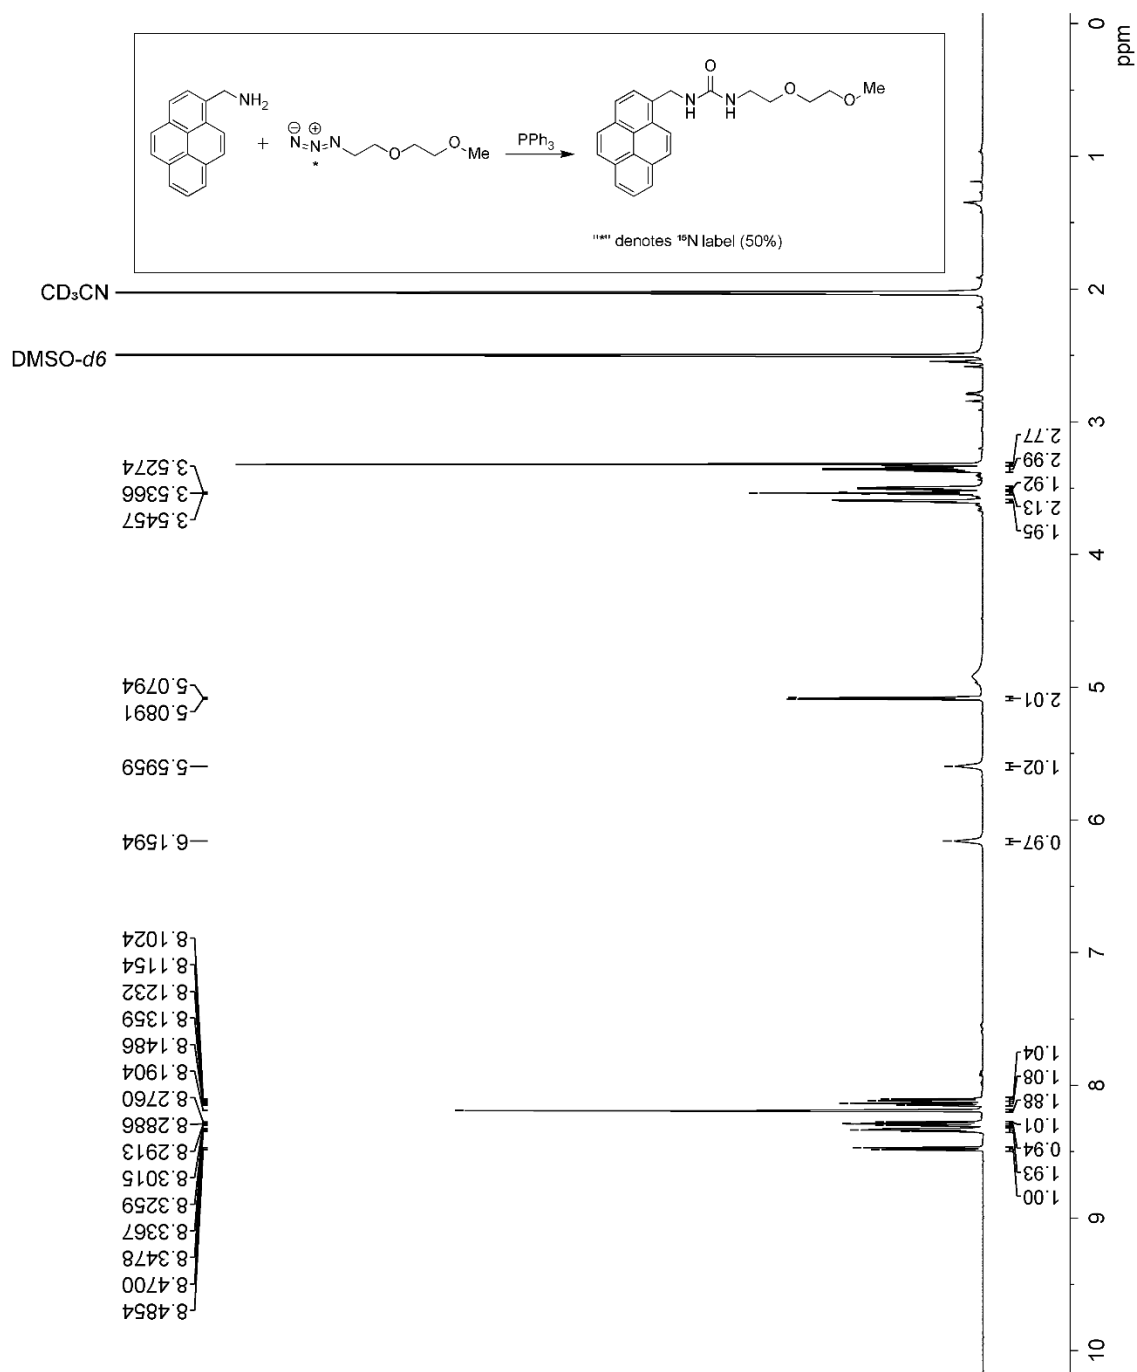 0
ppm
O
NH2
N
H
N
H
O
O
Me
+
⊖ ⊕
N=N=N
*
O
O
Me
PPh3
"*" denotes 15N label (50%)
1
CD3CN
2
DMSO-d6
3
3.5274
3.5366
3.5457
2.77
2.99
1.92
2.13
1.95
4
5.0794
5.0891
5
2.01
5.5959
1.02
6
6.1594
0.97
7
8.1024
8.1154
8.1232
8.1359
8.1486
8.1904
8.2760
8.2886
8.2913
8.3015
8.3259
8.3367
8.3478
8.4700
8.4854
1.04
1.08
1.88
1.01
0.94
1.93
1.00
8
9
10